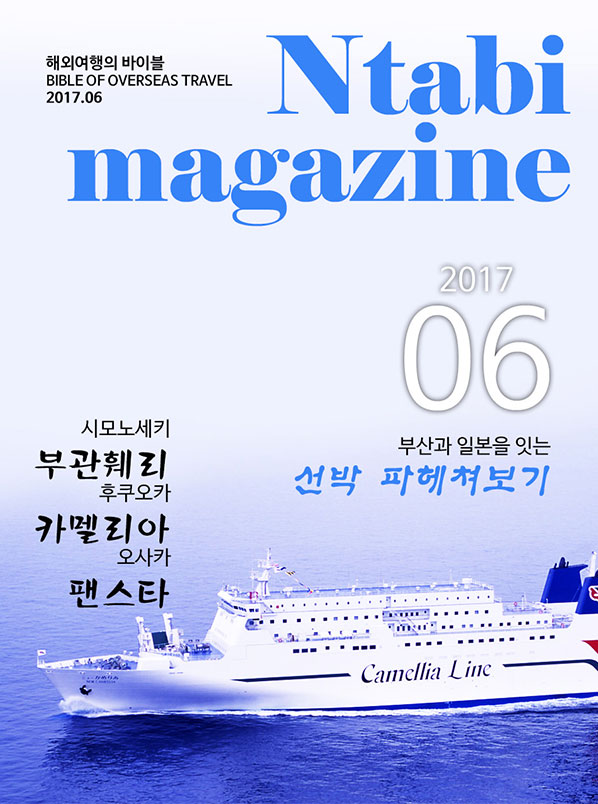 해외여행의 바이블
BIBLE OF OVERSEAS TRAVEL
2017.06
Ntabi
magazine
2017
06
부산과 일본을 잇는
선박 파헤쳐보기
시모노세키
부관훼리
후쿠오카
카멜리아
오사카
팬스타
Camellia Line